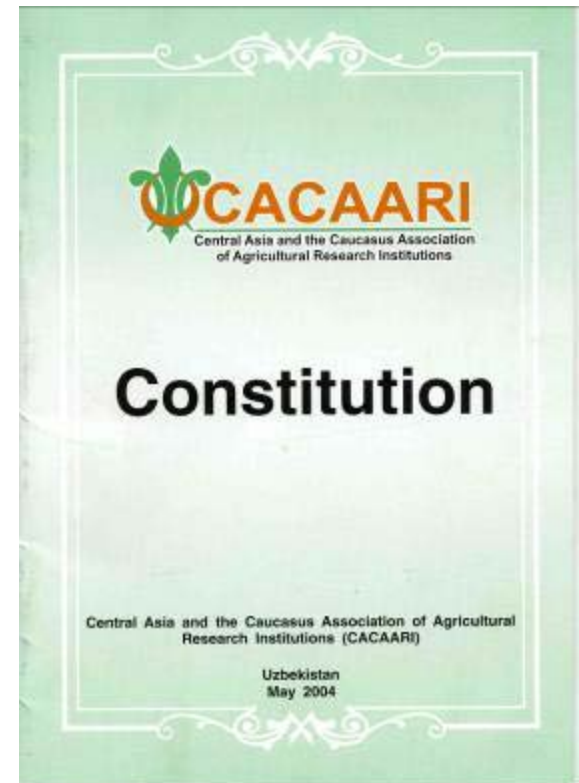 CACAARI
Central Asia and the Caucasus Association
of Agricultural Research Institutions
Constitution
Central Asia and the Caucasus Association of Agricultural
Research Institutions (CACAARI)
Uzbekistan
May 2004